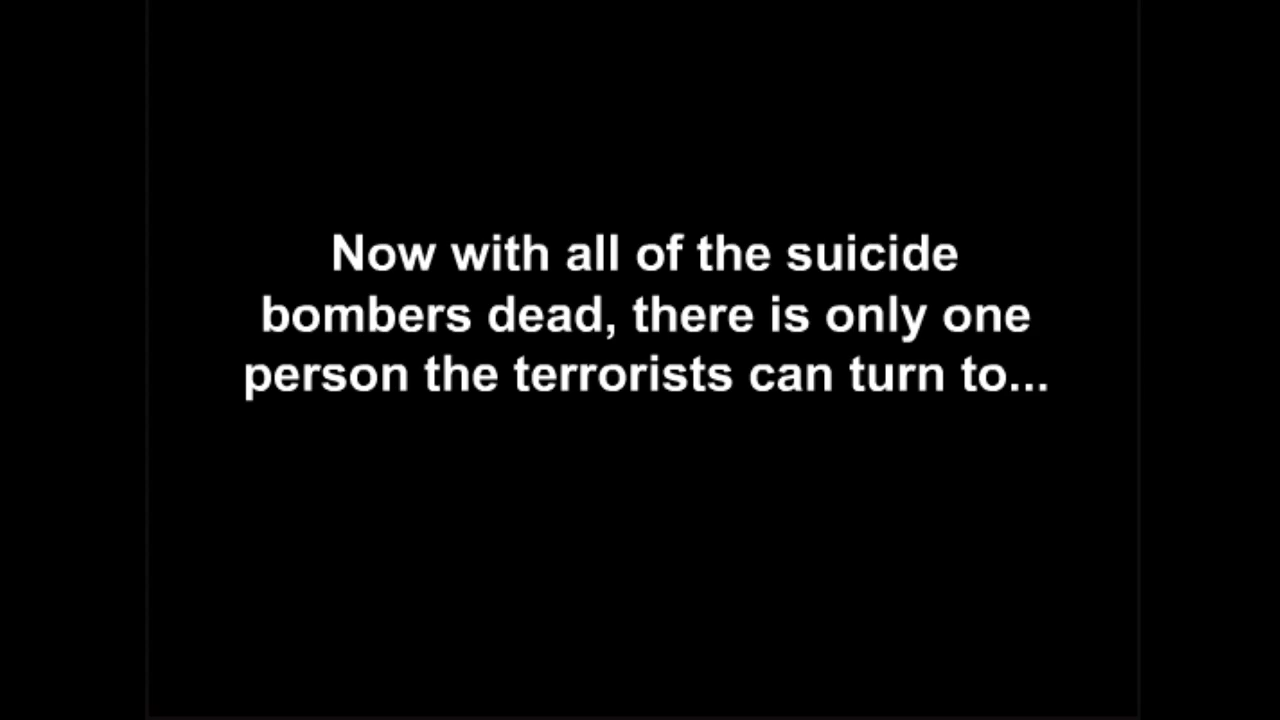 Now with all of the suicide
bombers dead, there is only one
person the terrorists can turn to...